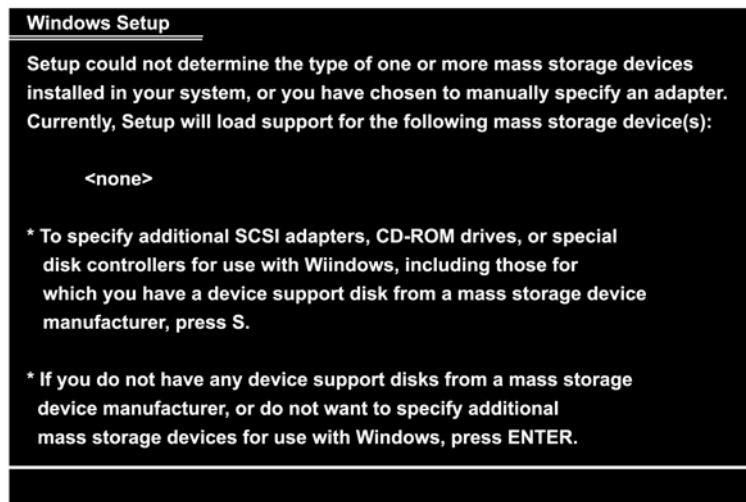 Windows Setup
Setup could not determine the type of one or more mass storage devices
installed in your system, or you have chosen to manually specify an adapter.
Currently, Setup will load support for the following mass storage device(s):
<none>
* To specify additional SCSI adapters, CD-ROM drives, or special
disk controllers for use with Wiindows, including those for
which you have a device support disk from a mass storage device
manufacturer, press S.
* If you do not have any device support disks from a mass storage
device manufacturer, or do not want to specify additional
mass storage devices for use with Windows, press ENTER.